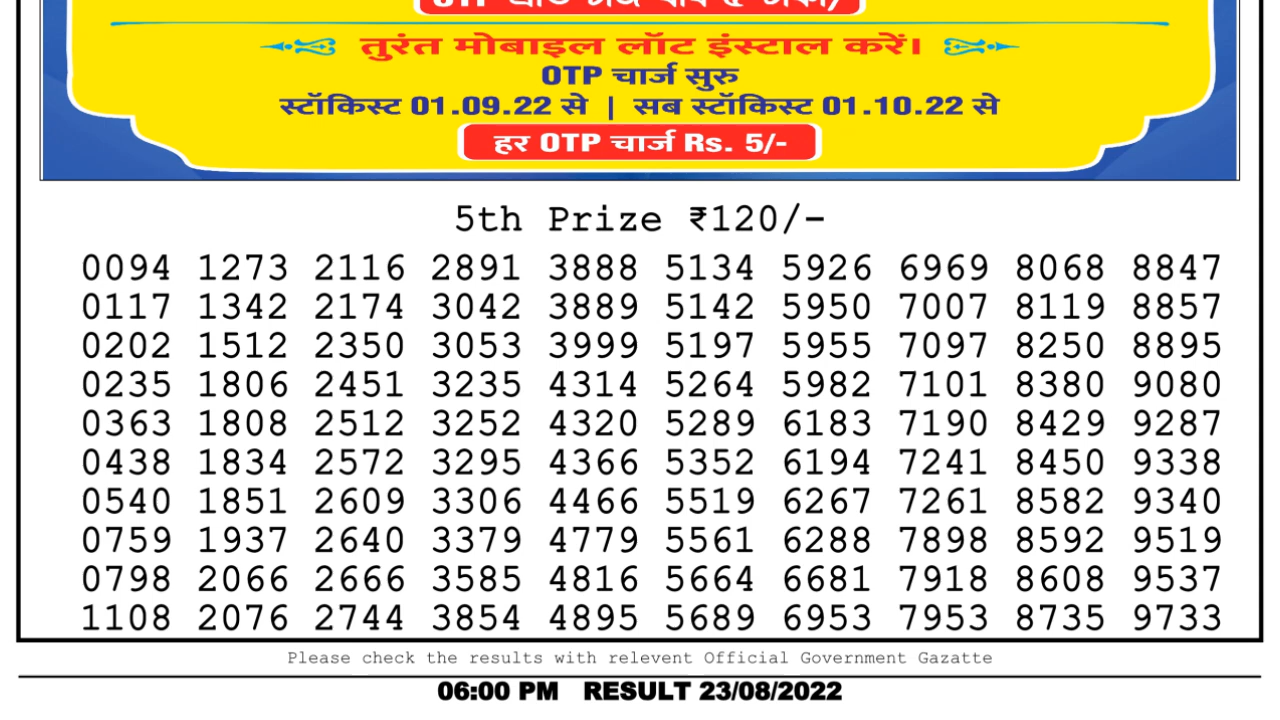 तुरंत मोबाइल लॉट इंस्टाल करें।
OTP चार्ज सुरु
स्टॉकिस्ट 01.09.22 से | सब स्टॉकिस्ट 01.10.22 से
हर OTP चार्ज Rs. 5/-
5th Prize ₹120/-
0094 1273 2116 2891 3888 5134 5926 6969 8068 8847
0117 1342 2174 3042 3889 5142 5950 7007 8119 8857
0202 1512 2350 3053 3999 5197 5955 7097 8250 8895
0235 1806 2451 3235 4314 5264 5982 7101 8380 9080
0363 1808 2512 3252 4320 5289 6183 7190 8429 9287
0438 1834 2572 3295 4366 5352 6194 7241 8450 9338
0540 1851 2609 3306 4466 5519 6267 7261 8582 9340
0759 1937 2640 3379 4779 5561 6288 7898 8592 9519
0798 2066 2666 3585 4816 5664 6681 7918 8608 9537
1108 2076 2744 3854 4895 5689 6953 7953 8735 9733
Please check the results with relevent Official Government Gazatte
06:00 PM RESULT 23/08/2022